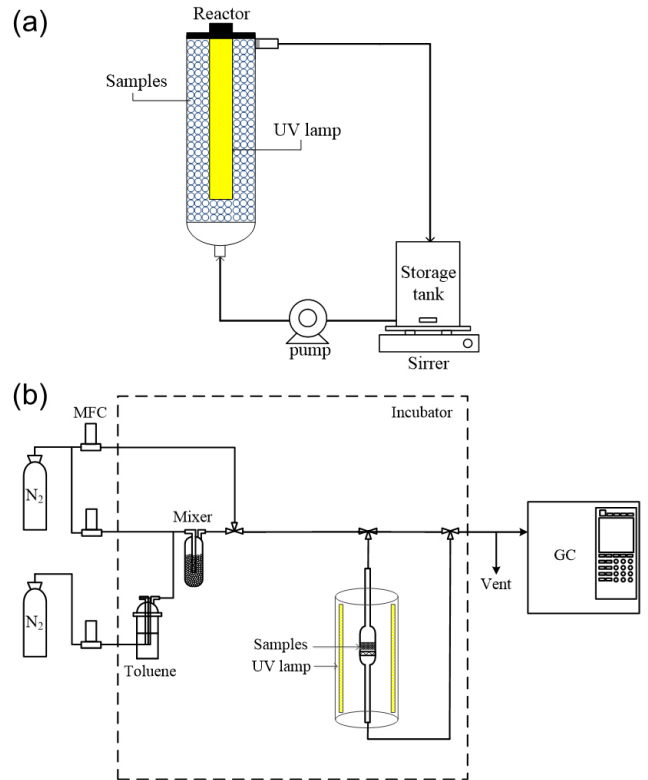 (a)
Reactor
Samples
UV lamp
Storage
tank
pump
Sirrer
(b)
MFC
Incubator
N2
Mixer
GC
Vent
N2
Samples
UV lamp
Toluene